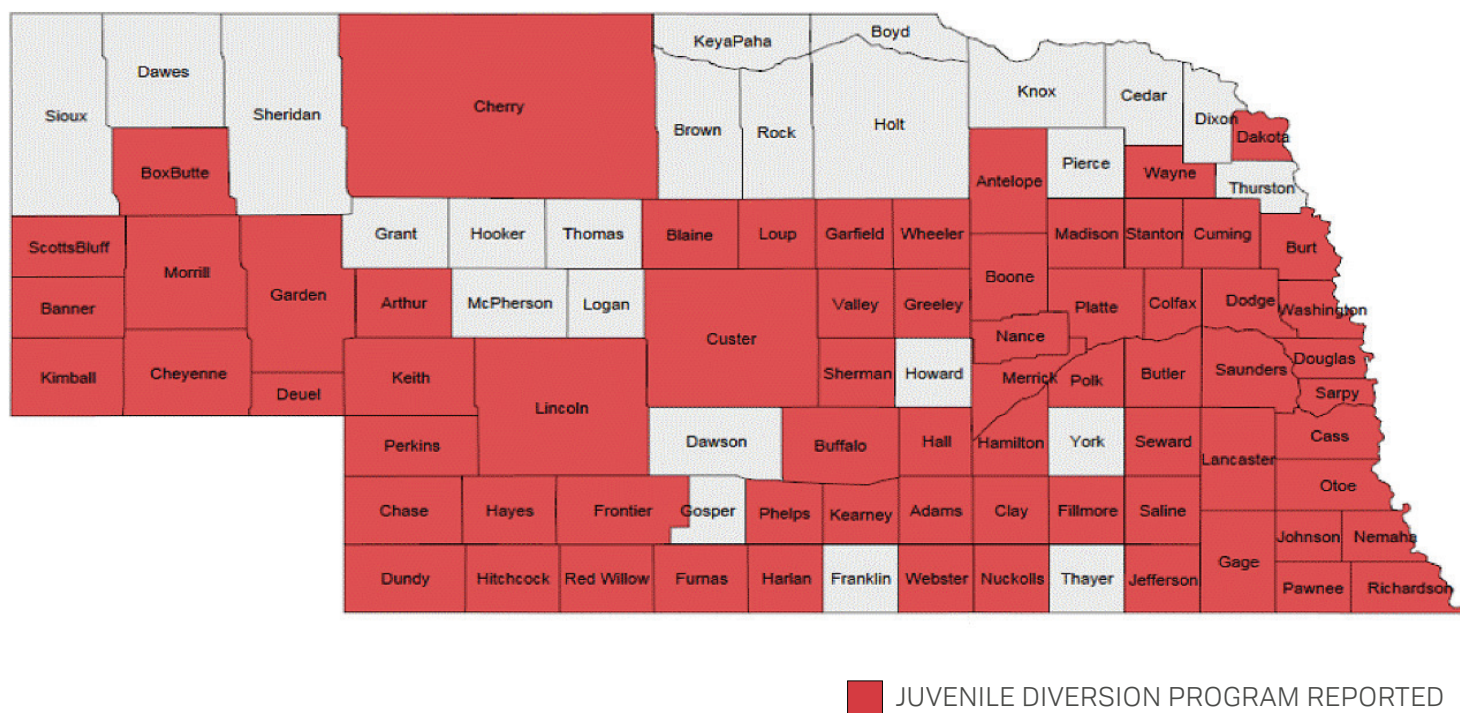 KeyaPaha
Boyd
Dawes
Sioux
Sheridan
Cherry
Brown
Rock
Holt
Knox
Cedar
Dixon
Dakota
BoxButte
Antelope
Pierce
Wayne
Thurston
ScottsBluff
Morrill
Garden
Grant
Hooker
Thomas
Blaine
Loup
Garfield
Wheeler
Boone
Madison
Stanton
Cuming
Burt
Banner
Arthur
McPherson
Logan
Custer
Valley
Greeley
Nance
Platte
Colfax
Dodge
Washington
Kimball
Cheyenne
Deuel
Keith
Lincoln
Sherman
Howard
Merrick
Polk
Butler
Saunders
Douglas
Sarpy
Perkins
Dawson
Buffalo
Hall
Hamilton
York
Seward
Lancaster
Cass
Otoe
Chase
Hayes
Frontier
Gosper
Phelps
Kearney
Adams
Clay
Fillmore
Saline
Gage
Johnson
Nemaha
Dundy
Hitchcock
Red Willow
Furnas
Harlan
Franklin
Webster
Nuckolls
Thayer
Jefferson
Pawnee
Richardson
JUVENILE DIVERSION PROGRAM REPORTED